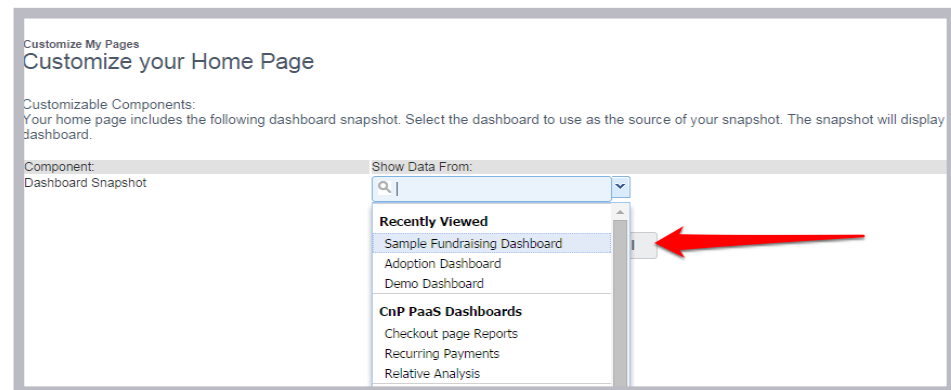 Customize My Pages
Customize your Home Page
Customizable Components:
Your home page includes the following dashboard snapshot. Select the dashboard to use as the source of your snapshot. The snapshot will display
dashboard.
Component: Show Data From:
Dashboard Snapshot
Recently Viewed
Sample Fundraising Dashboard
Adoption Dashboard
Demo Dashboard
CnP PaaS Dashboards
Checkout page Reports
Recurring Payments
Relative Analysis